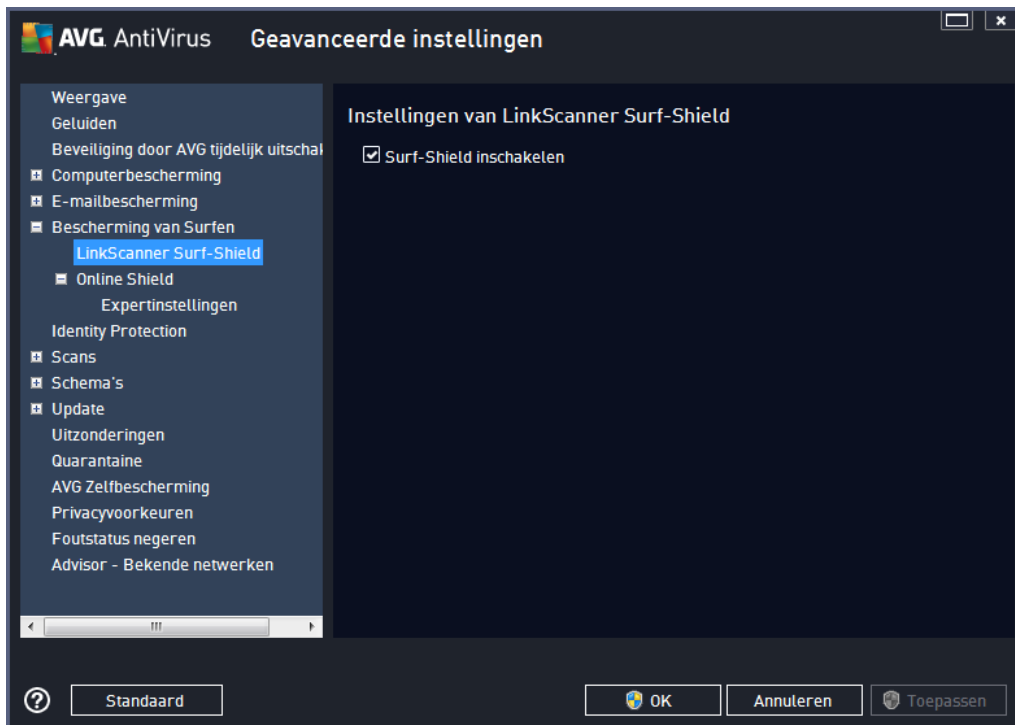 AVG. AntiVirus Geavanceerde instellingen
Weergave
Geluiden
Beveiliging door AVG tijdelijk uitschak
Computerbescherming
E-mailbescherming
Bescherming van Surfen
LinkScanner Surf-Shield
Online Shield
Expertinstellingen
Identity Protection
Scans
Schema's
Update
Uitzonderingen
Quarantaine
AVG Zelfbescherming
Privacyvoorkeuren
Foutstatus negeren
Advisor - Bekende netwerken
Instellingen van LinkScanner Surf-Shield
Surf-Shield inschakelen
Standaard
OK
Annuleren
Toepassen